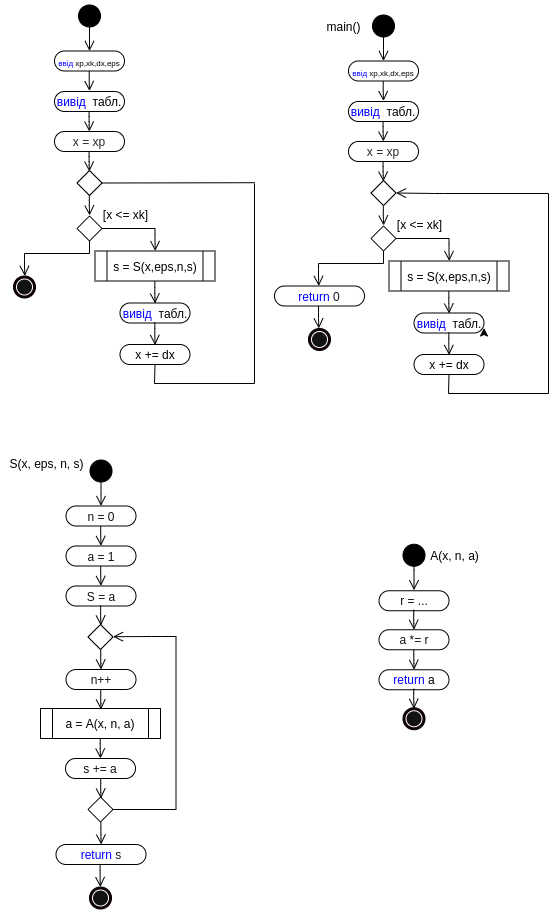 ввід xp,xk,dx,eps
вивід табл.
x = xp
[x <= xk]
s = S(x,eps,n,s)
вивід табл.
x += dx
main()
ввід xp,xk,dx,eps
вивід табл.
x = xp
[x <= xk]
s = S(x,eps,n,s)
return 0
вивід табл.
x += dx
S(x, eps, n, s)
n = 0
a = 1
S = a
n++
a = A(x, n, a)
s += a
return s
A(x, n, a)
r = ...
a *= r
return a